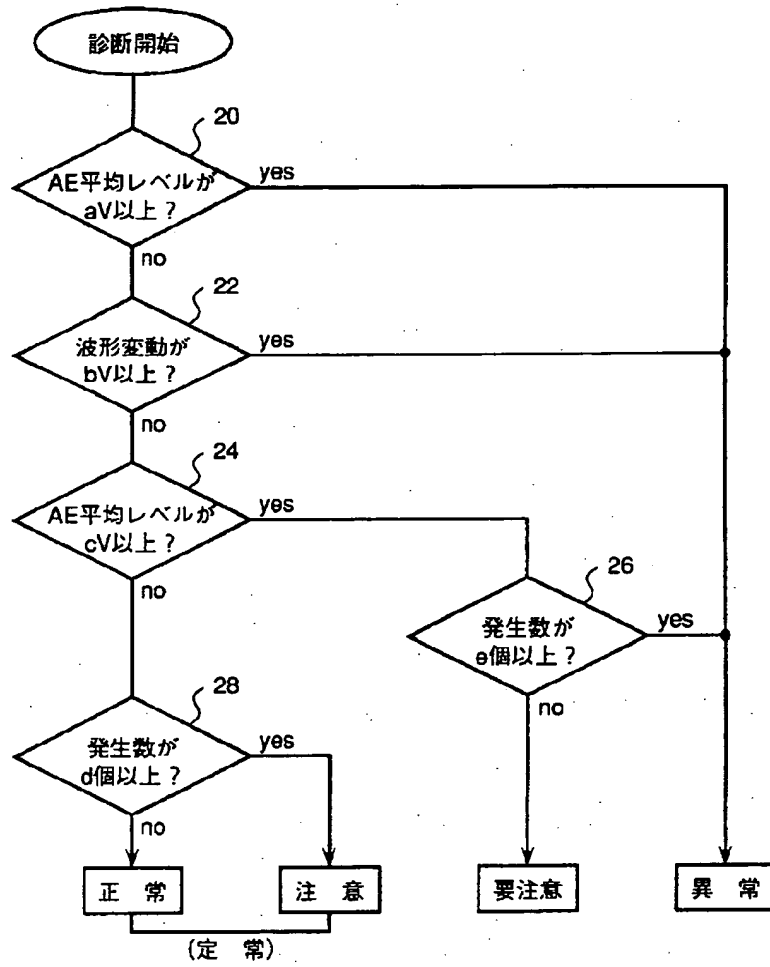 診断開始
20
AE平均レベルが
aV以上？
yes
no
22
波形変動が
bV以上？
yes
no
24
AE平均レベルが
cV以上？
yes
no
26
発生数が
e個以上？
yes
no
28
発生数が
d個以上？
yes
no
正 常
注 意
要注意
異 常
(定 常)